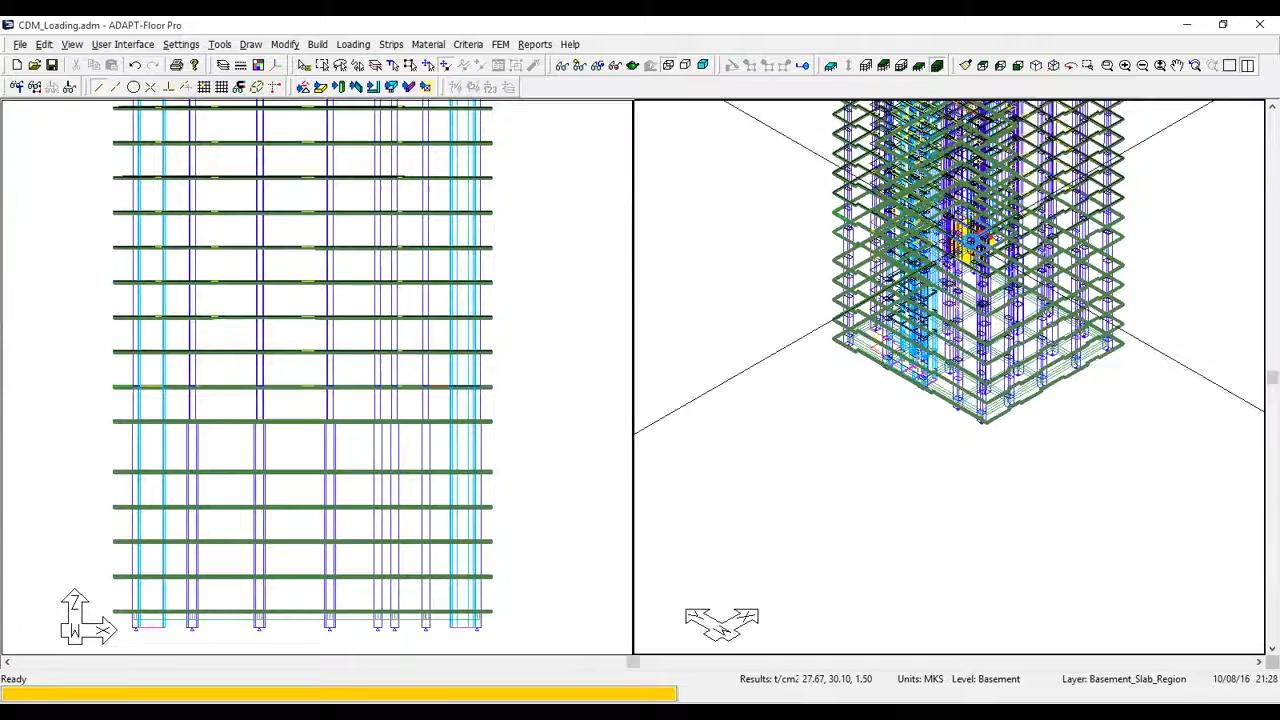 CDM_Loading.adm - ADAPT-Floor Pro
File Edit View User Interface Settings Tools Draw Modify Build Loading Strips Material Criteria FEM Reports Help
Z
W X
Ready
Results: t/cm2 27.67, 30.10, 1.50 Units: MKS Level: Basement Layer: Basement_Slab_Region 10/08/16 21:28